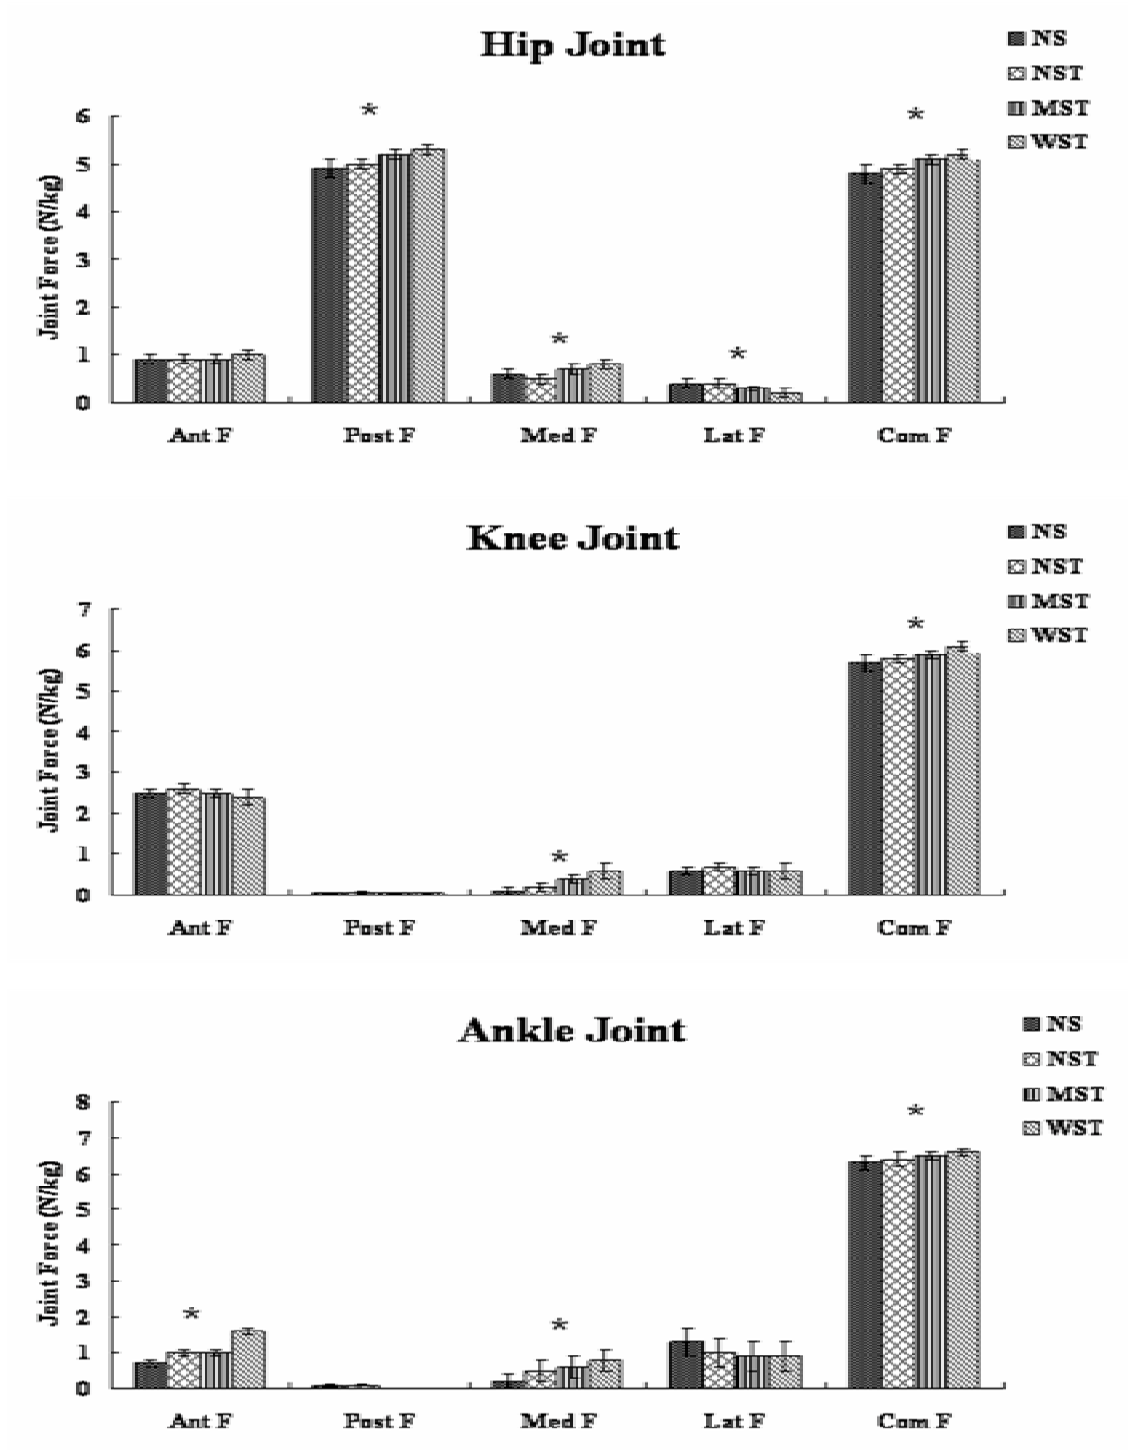 Hip Joint
NS
NST
MST
WST
Joint Force (N/kg)
6
5
4
3
2
1
0
*
*
*
*
Ant F
Post F
Med F
Lat F
Com F
Knee Joint
NS
NST
MST
WST
Joint Force (N/kg)
7
6
5
4
3
2
1
0
*
*
Ant F
Post F
Med F
Lat F
Com F
Ankle Joint
NS
NST
MST
WST
Joint Force (N/kg)
8
7
6
5
4
3
2
1
0
*
*
*
Ant F
Post F
Med F
Lat F
Com F